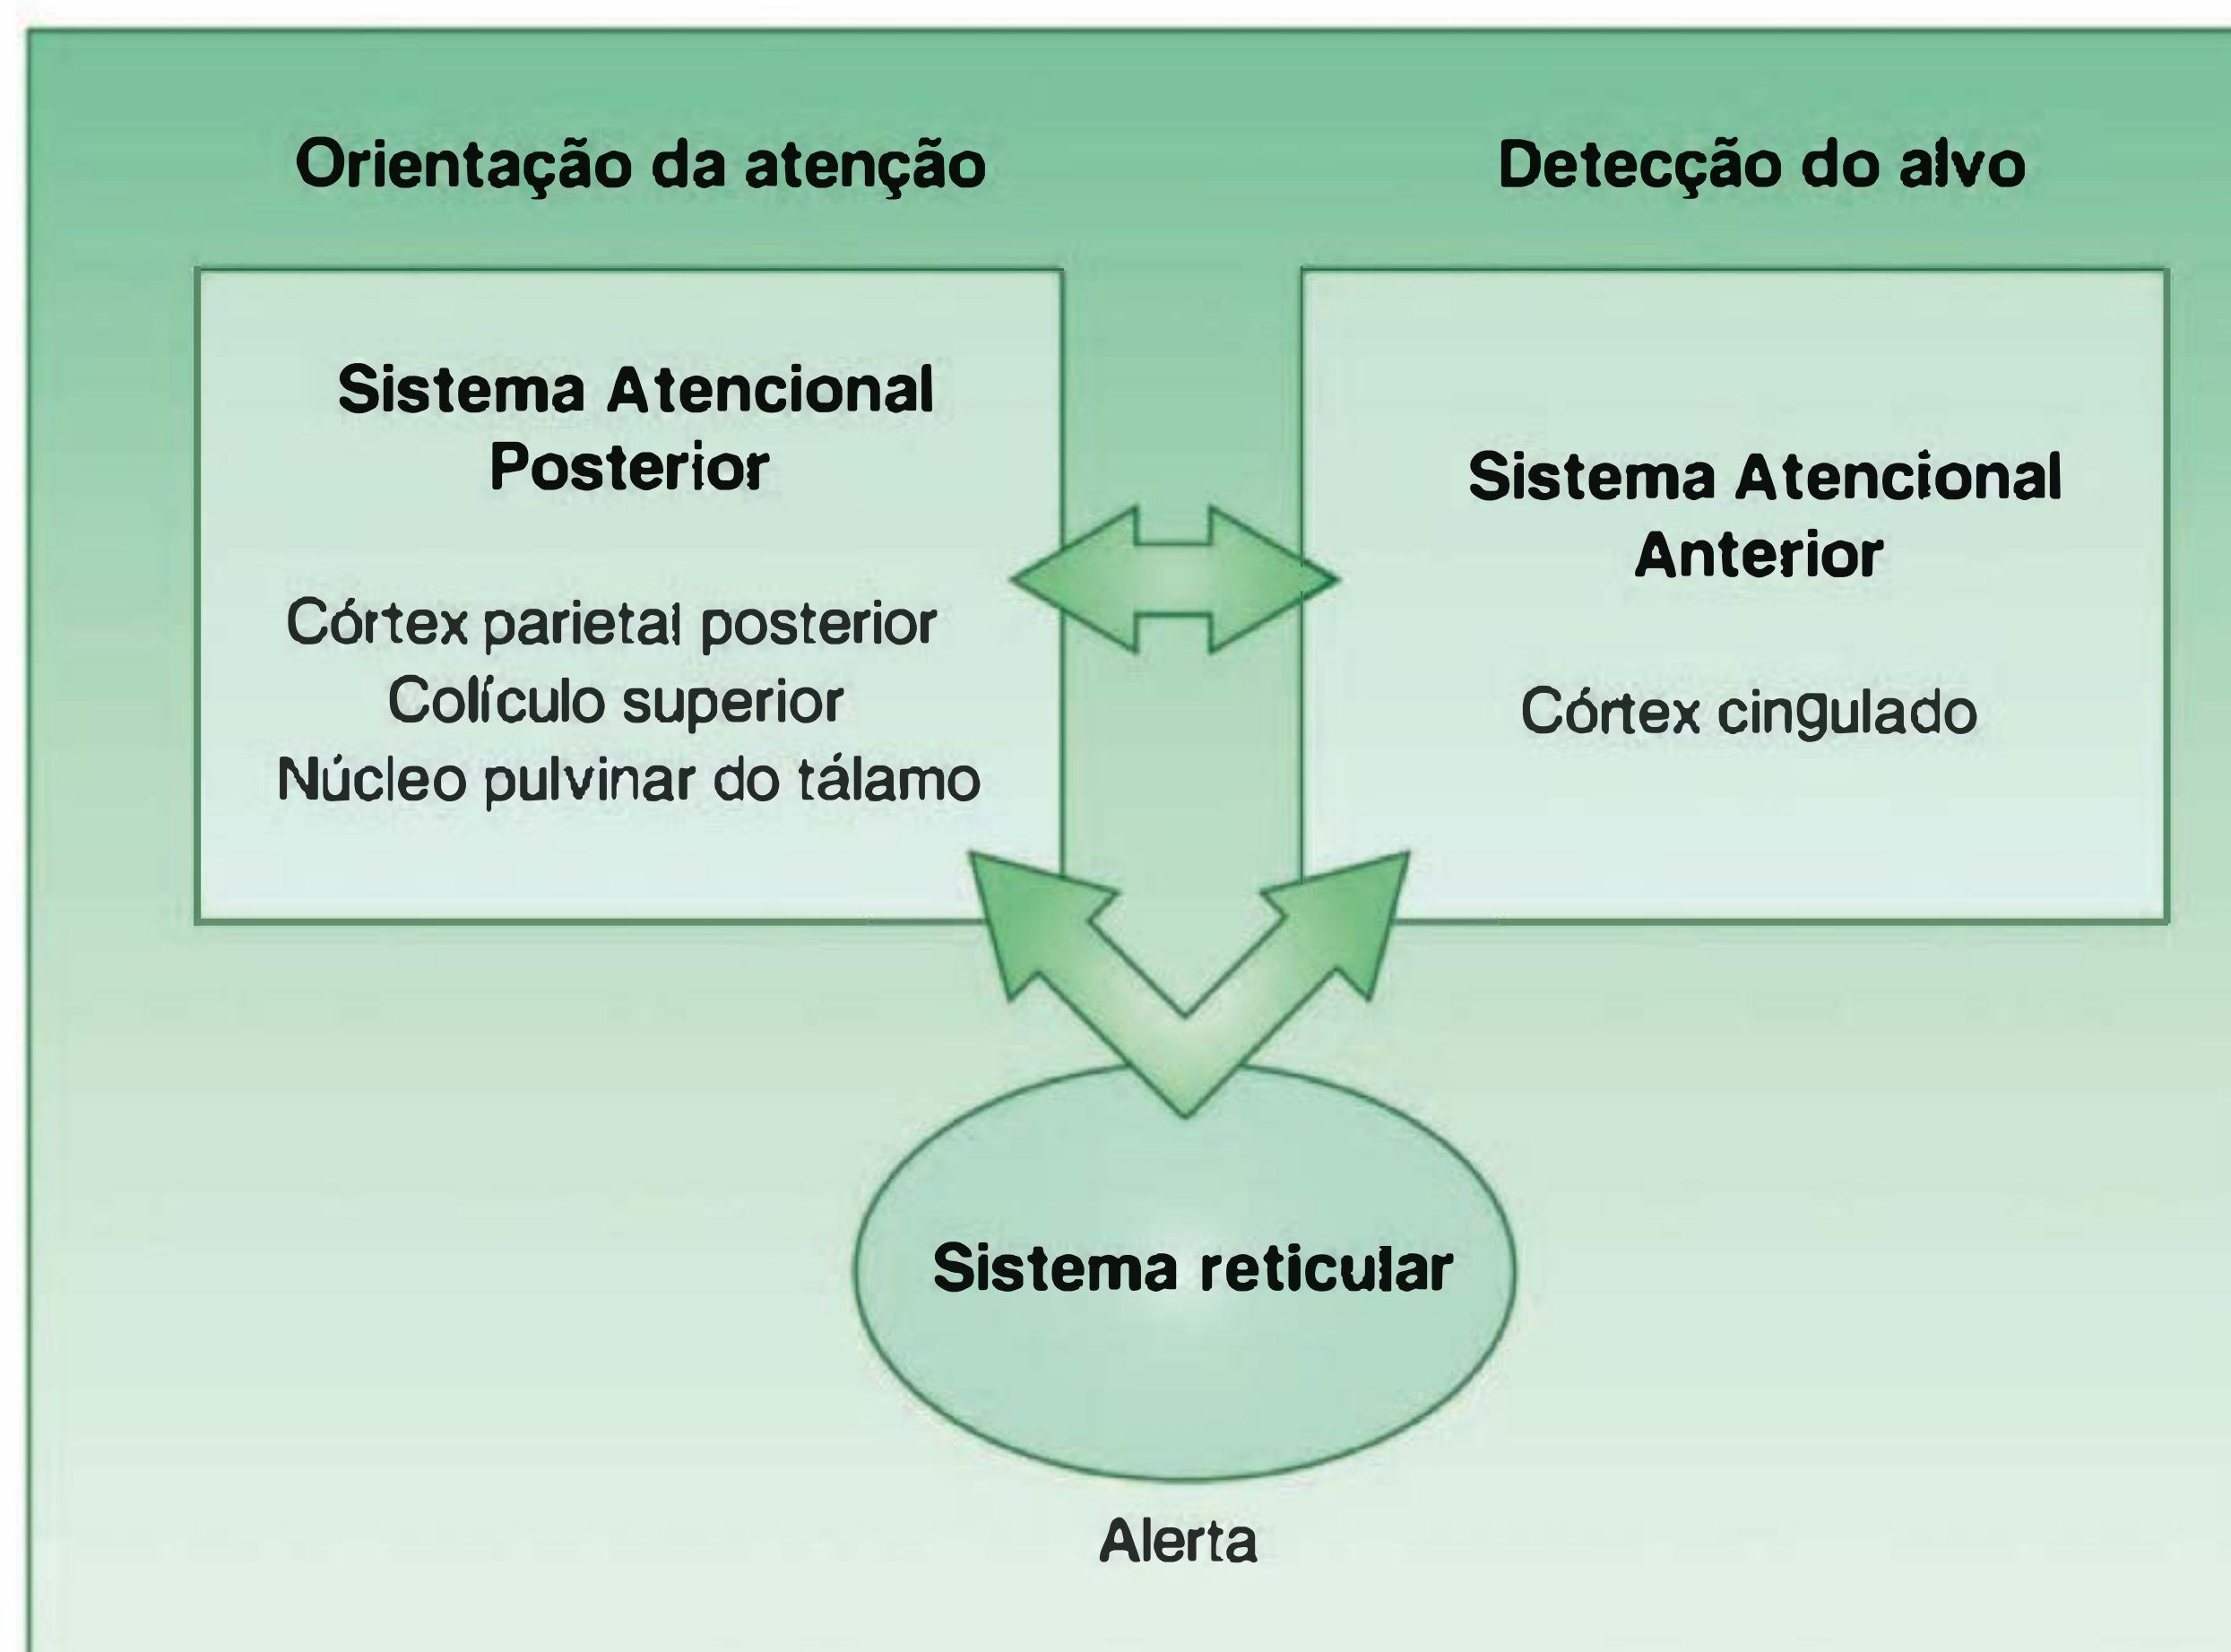 Orientação da atenção
Sistema Atencional
Posterior
Córtex parietal posterior
Colículo superior
Núcleo pulvinar do tálamo
Detecção do alvo
Sistema Atencional
Anterior
Córtex cingulado
Sistema reticular
Alerta